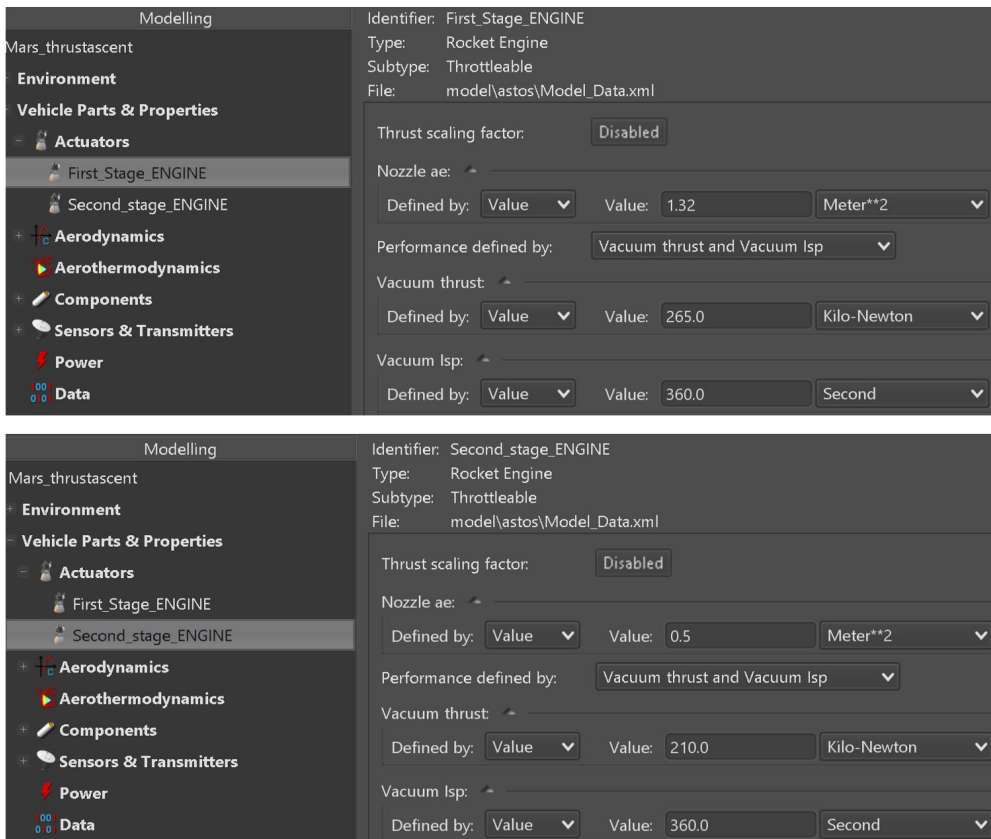 Modelling
Mars_thrustascent
Environment
Vehicle Parts & Properties
Actuators
First_Stage_ENGINE
Second_stage_ENGINE
Aerodynamics
Aerothermodynamics
Components
Sensors & Transmitters
Power
Data
Identifier: First_Stage_ENGINE
Type: Rocket Engine
Subtype: Throttleable
File: model\astos\Model_Data.xml
Thrust scaling factor: Disabled
Nozzle ae:
Defined by: Value Value: 1.32 Meter**2
Performance defined by: Vacuum thrust and Vacuum Isp
Vacuum thrust:
Defined by: Value Value: 265.0 Kilo-Newton
Vacuum Isp:
Defined by: Value Value: 360.0 Second
Modelling
Mars_thrustascent
Environment
Vehicle Parts & Properties
Actuators
First_Stage_ENGINE
Second_stage_ENGINE
Aerodynamics
Aerothermodynamics
Components
Sensors & Transmitters
Power
Data
Identifier: Second_stage_ENGINE
Type: Rocket Engine
Subtype: Throttleable
File: model\astos\Model_Data.xml
Thrust scaling factor: Disabled
Nozzle ae:
Defined by: Value Value: 0.5 Meter**2
Performance defined by: Vacuum thrust and Vacuum Isp
Vacuum thrust:
Defined by: Value Value: 210.0 Kilo-Newton
Vacuum Isp:
Defined by: Value Value: 360.0 Second